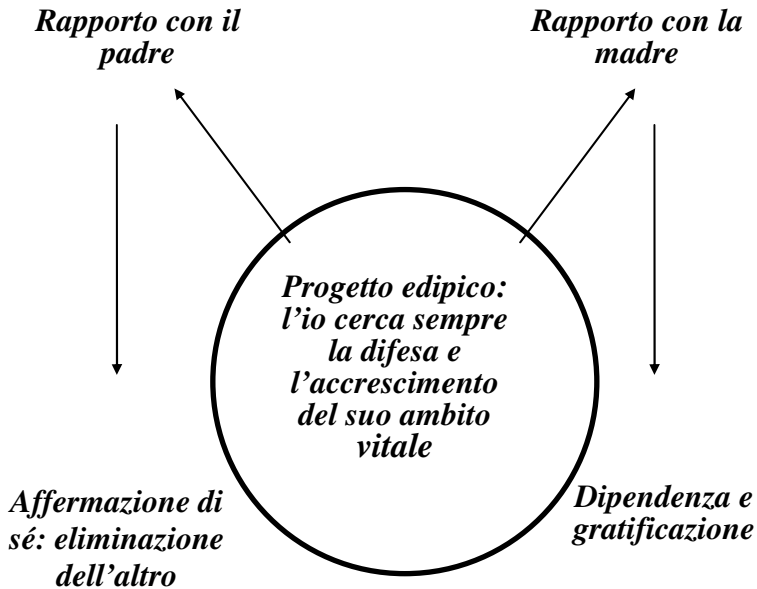 Rapporto con il
padre
Rapporto con la
madre
Progetto edipico:
l’io cerca sempre
la difesa e
l’accrescimento
del suo ambito
vitale
Affermazione di
sé: eliminazione
dell’altro
Dipendenza e
gratificazione